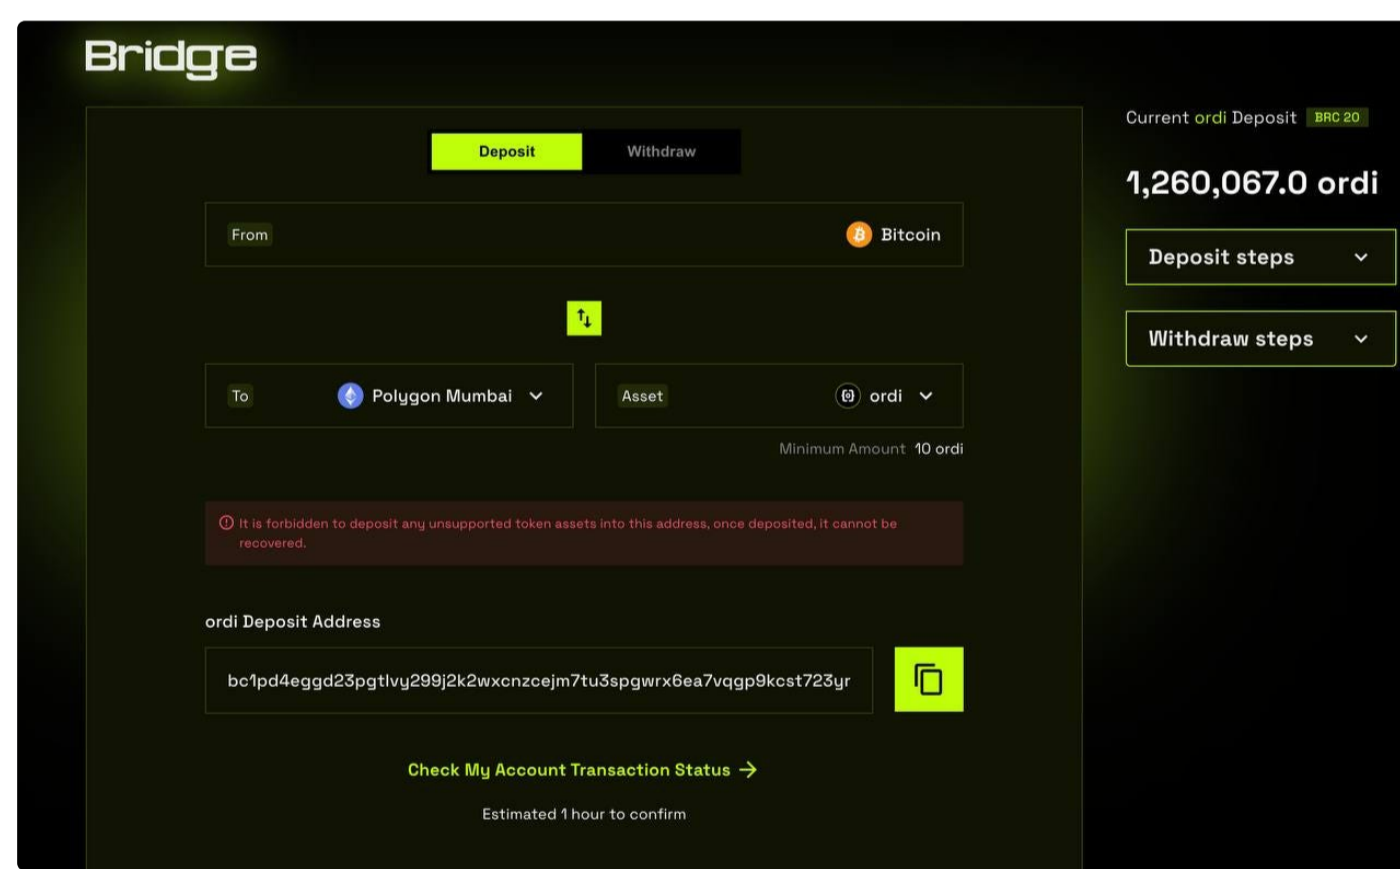 Bridge
Deposit
Withdraw
From
Bitcoin
To
Polygon Mumbai
Asset
ordi
Minimum Amount 10 ordi
It is forbidden to deposit any unsupported token assets into this address, once deposited, it cannot be
recovered.
ordi Deposit Address
bc1pd4eggd23pgtlvy299j2k2wxcnzcejm7tu3spgwrx6ea7vqgp9kcst723yr
Check My Account Transaction Status →
Estimated 1 hour to confirm
Current ordi Deposit BRC 20
1,260,067.0 ordi
Deposit steps
Withdraw steps